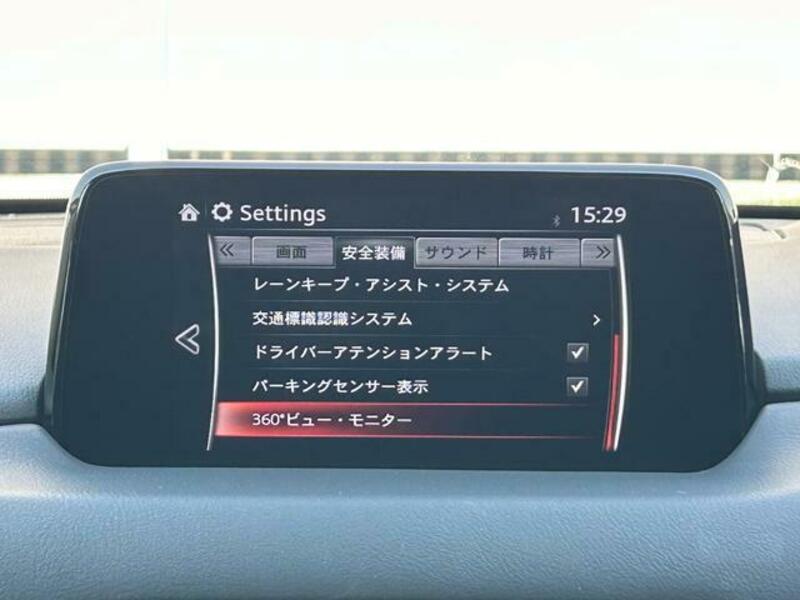 Settings 15:29
画面 安全装備 サウンド 時計
レーンキープ・アシスト・システム
交通標識認識システム
ドライバーアテンションアラート
パーキングセンサー表示
360°ビュー・モニター